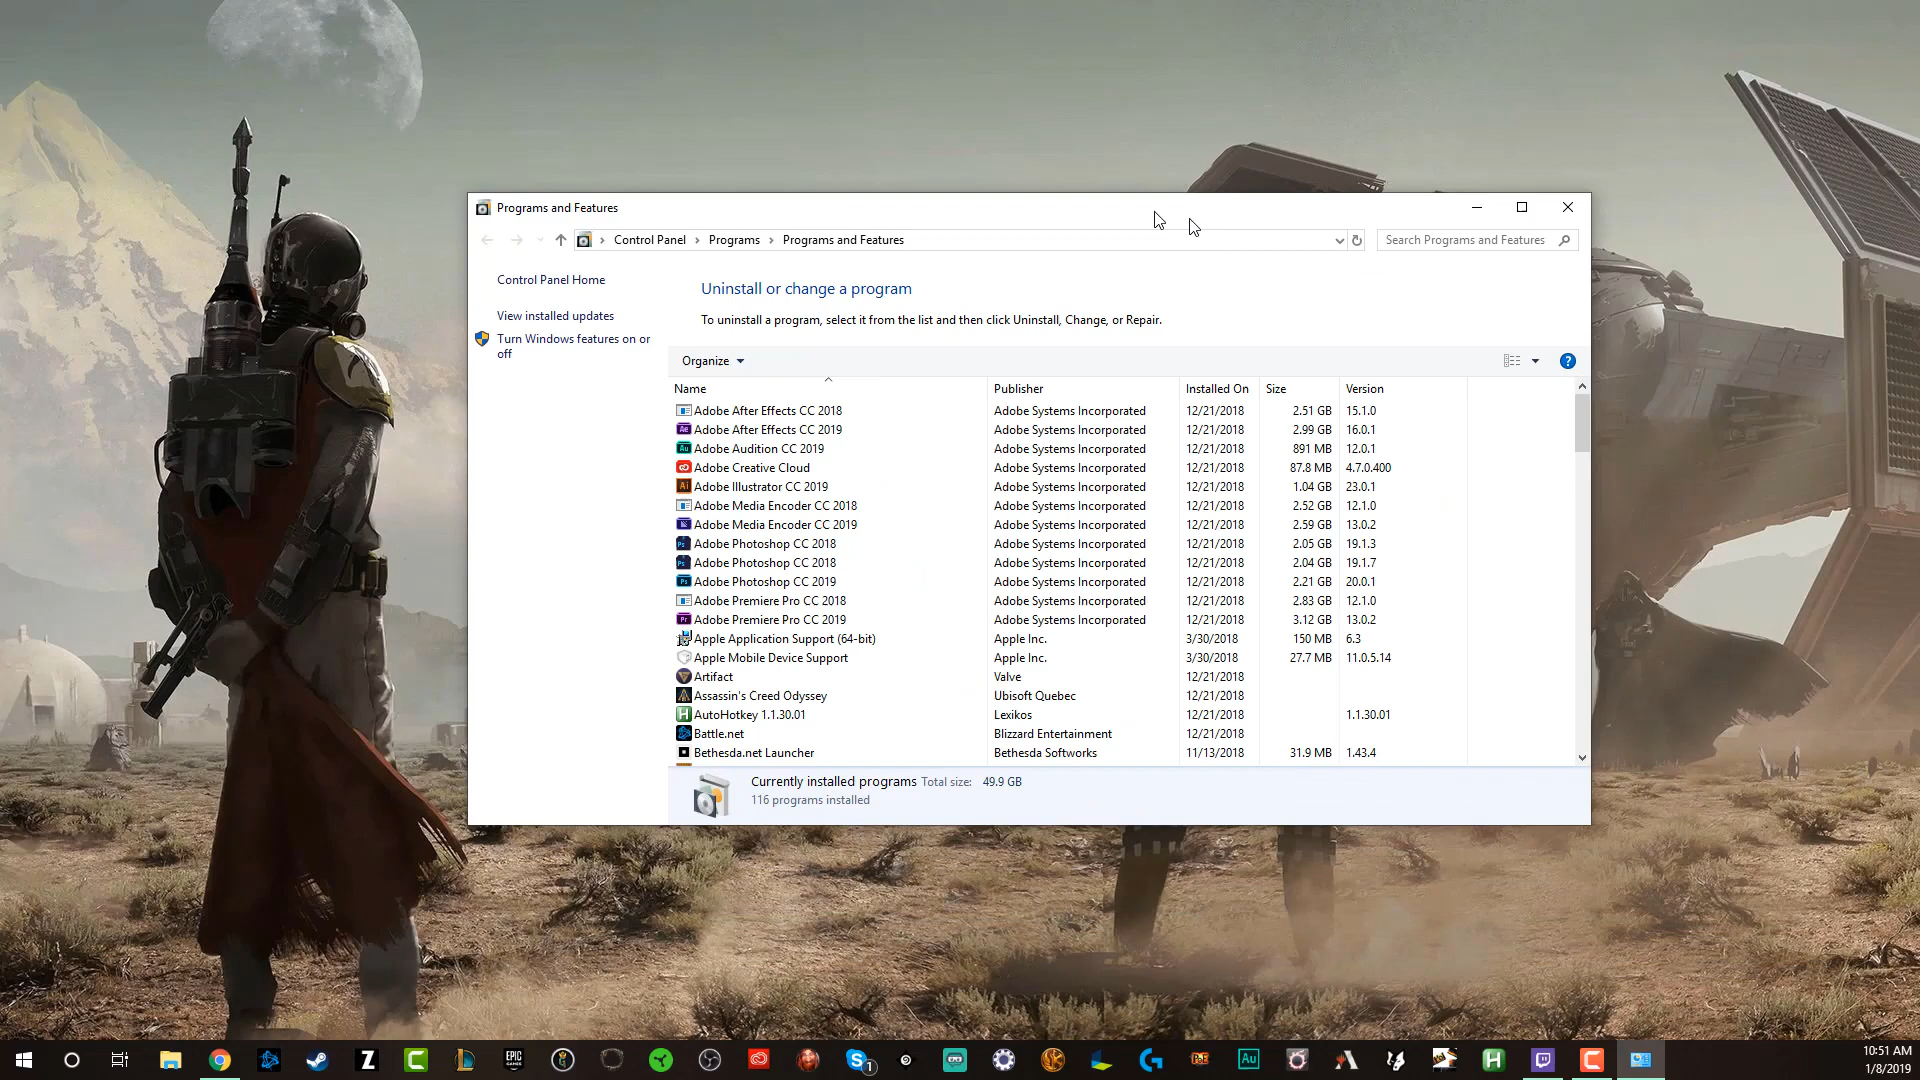 Programs and Features
Control Panel > Programs > Programs and Features
Search Programs and Features
Control Panel Home
View installed updates
Turn Windows features on or
off
Uninstall or change a program
To uninstall a program, select it from the list and then click Uninstall, Change, or Repair.
Organize
Name Publisher Installed On Size Version
Adobe After Effects CC 2018 Adobe Systems Incorporated 12/21/2018 2.51 GB 15.1.0
Ae Adobe After Effects CC 2019 Adobe Systems Incorporated 12/21/2018 2.99 GB 16.0.1
Au Adobe Audition CC 2019 Adobe Systems Incorporated 12/21/2018 891 MB 12.0.1
Adobe Creative Cloud Adobe Systems Incorporated 12/21/2018 87.8 MB 4.7.0.400
Ai Adobe Illustrator CC 2019 Adobe Systems Incorporated 12/21/2018 1.04 GB 23.0.1
Adobe Media Encoder CC 2018 Adobe Systems Incorporated 12/21/2018 2.52 GB 12.1.0
Adobe Media Encoder CC 2019 Adobe Systems Incorporated 12/21/2018 2.59 GB 13.0.2
Ps Adobe Photoshop CC 2018 Adobe Systems Incorporated 12/21/2018 2.05 GB 19.1.3
Ps Adobe Photoshop CC 2018 Adobe Systems Incorporated 12/21/2018 2.04 GB 19.1.7
Ps Adobe Photoshop CC 2019 Adobe Systems Incorporated 12/21/2018 2.21 GB 20.0.1
Adobe Premiere Pro CC 2018 Adobe Systems Incorporated 12/21/2018 2.83 GB 12.1.0
Pr Adobe Premiere Pro CC 2019 Adobe Systems Incorporated 12/21/2018 3.12 GB 13.0.2
Apple Application Support (64-bit) Apple Inc. 3/30/2018 150 MB 6.3
Apple Mobile Device Support Apple Inc. 3/30/2018 27.7 MB 11.0.5.14
Artifact Valve 12/21/2018
Assassin's Creed Odyssey Ubisoft Quebec 12/21/2018
H AutoHotkey 1.1.30.01 Lexikos 12/21/2018 1.1.30.01
Battle.net Blizzard Entertainment 12/21/2018
Bethesda.net Launcher Bethesda Softworks 11/13/2018 31.9 MB 1.43.4
Currently installed programs Total size: 49.9 GB
116 programs installed
Z C L EPIC GAMES S 1 G PoE Au H C
10:51 AM
1/8/2019